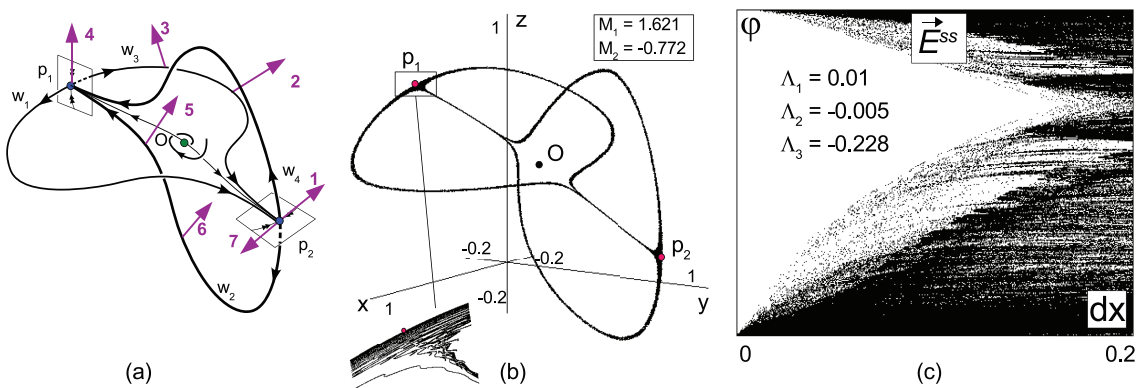 4
3
w3
p1
w1
2
5
O
1
w4
7
6
p2
w2
(a)
1
z
M1 = 1.621
M2 = -0.772
p1
O
p2
-0.2
-0.2
-0.2
x
1
1
y
(b)
φ
E ss
Λ1 = 0.01
Λ2 = -0.005
Λ3 = -0.228
dx
0
0.2
(c)